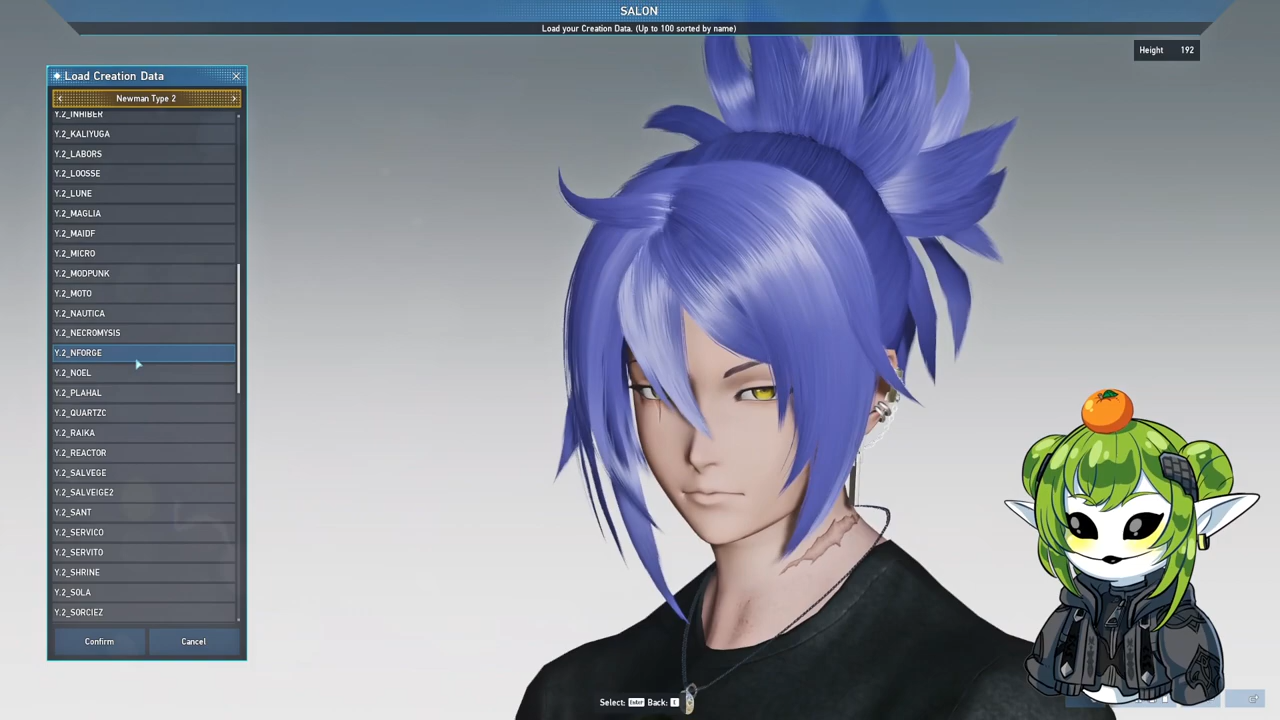 SALON
Load your Creation Data. (Up to 100 sorted by name)
Height 192
Load Creation Data
Newman Type 2
Y.2_INHIBER
Y.2_KALIYUGA
Y.2_LABORS
Y.2_LOOSSE
Y.2_LUNE
Y.2_MAGLIA
Y.2_MAIDF
Y.2_MICRO
Y.2_MODPUNK
Y.2_MOTO
Y.2_NAUTICA
Y.2_NECROMYSIS
Y.2_NFORGE
Y.2_NOEL
Y.2_PLAHAL
Y.2_QUARTZC
Y.2_RAIKA
Y.2_REACTOR
Y.2_SALVEGE
Y.2_SALVEIGE2
Y.2_SANT
Y.2_SERVICO
Y.2_SERVITO
Y.2_SHRINE
Y.2_SOLA
Y.2_SORCIEZ
Confirm Cancel
Select: Enter Back: E